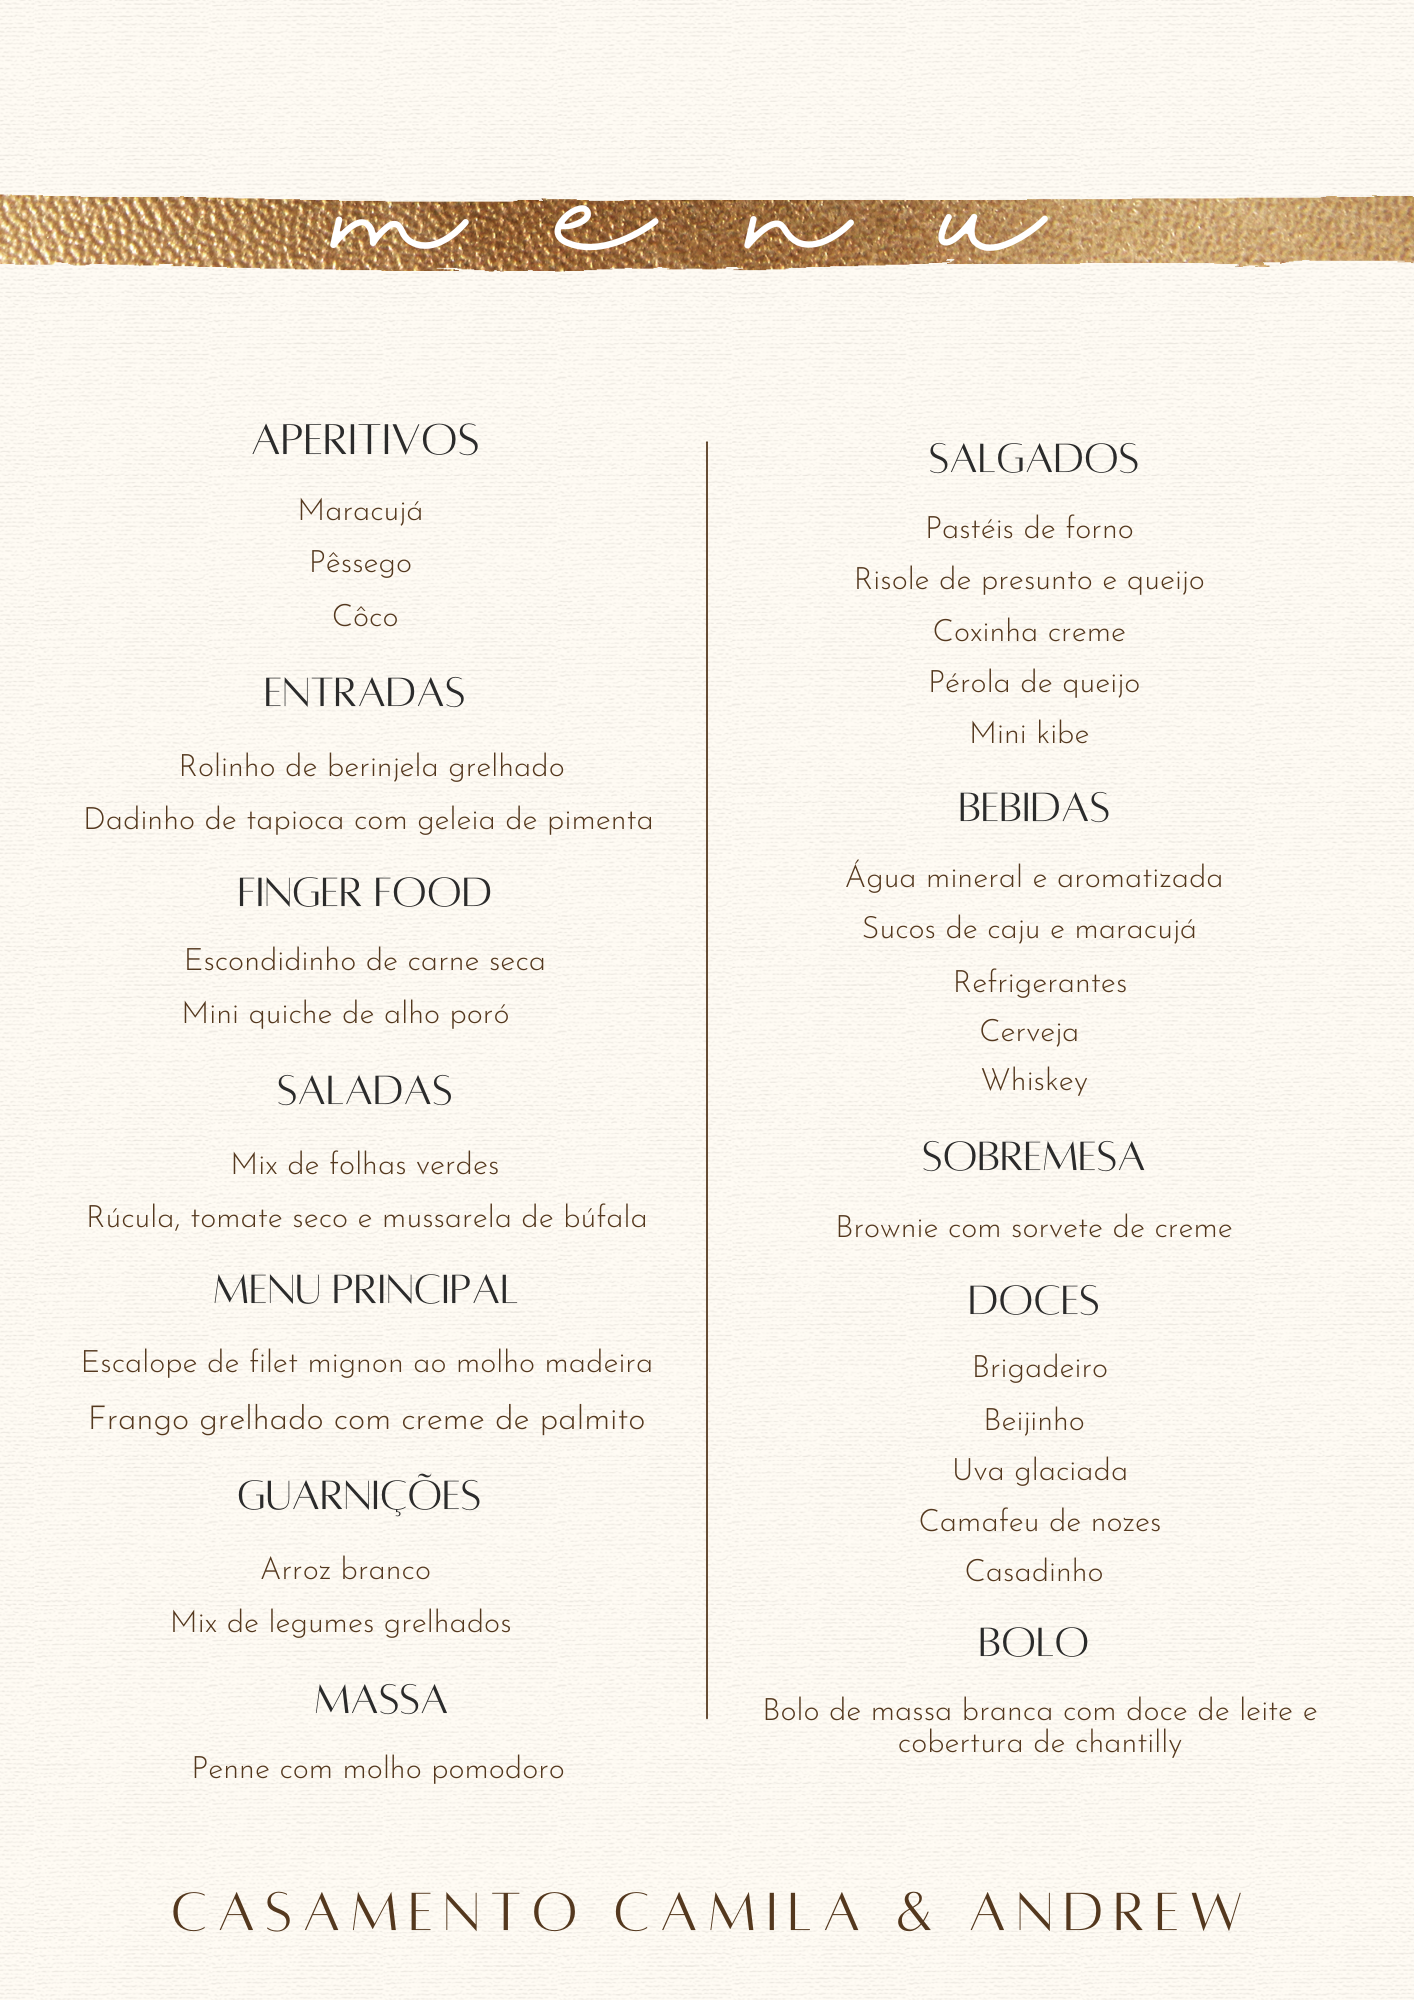 menu
APERITIVOS
Maracujá
Pêssego
Côco
ENTRADAS
Rolinho de berinjela grelhado
Dadinho de tapioca com geleia de pimenta
FINGER FOOD
Escondidinho de carne seca
Mini quiche de alho poró
SALADAS
Mix de folhas verdes
Rúcula, tomate seco e mussarela de búfala
MENU PRINCIPAL
Escalope de filet mignon ao molho madeira
Frango grelhado com creme de palmito
GUARNIÇÕES
Arroz branco
Mix de legumes grelhados
MASSA
Penne com molho pomodoro
SALGADOS
Pastéis de forno
Risole de presunto e queijo
Coxinha creme
Pérola de queijo
Mini kibe
BEBIDAS
Água mineral e aromatizada
Sucos de caju e maracujá
Refrigerantes
Cerveja
Whiskey
SOBREMESA
Brownie com sorvete de creme
DOCES
Brigadeiro
Beijinho
Uva glaciada
Camafeu de nozes
Casadinho
BOLO
Bolo de massa branca com doce de leite e
cobertura de chantilly
CASAMENTO CAMILA & ANDREW